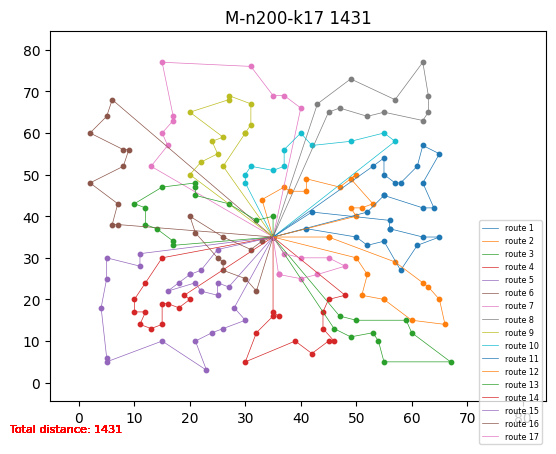 M-n200-k17 1431
80
70
60
50
40
30
20
10
0
0
10
20
30
40
50
60
70
80
route 1
route 2
route 3
route 4
route 5
route 6
route 7
route 8
route 9
route 10
route 11
route 12
route 13
route 14
route 15
route 16
route 17
Total distance: 1431